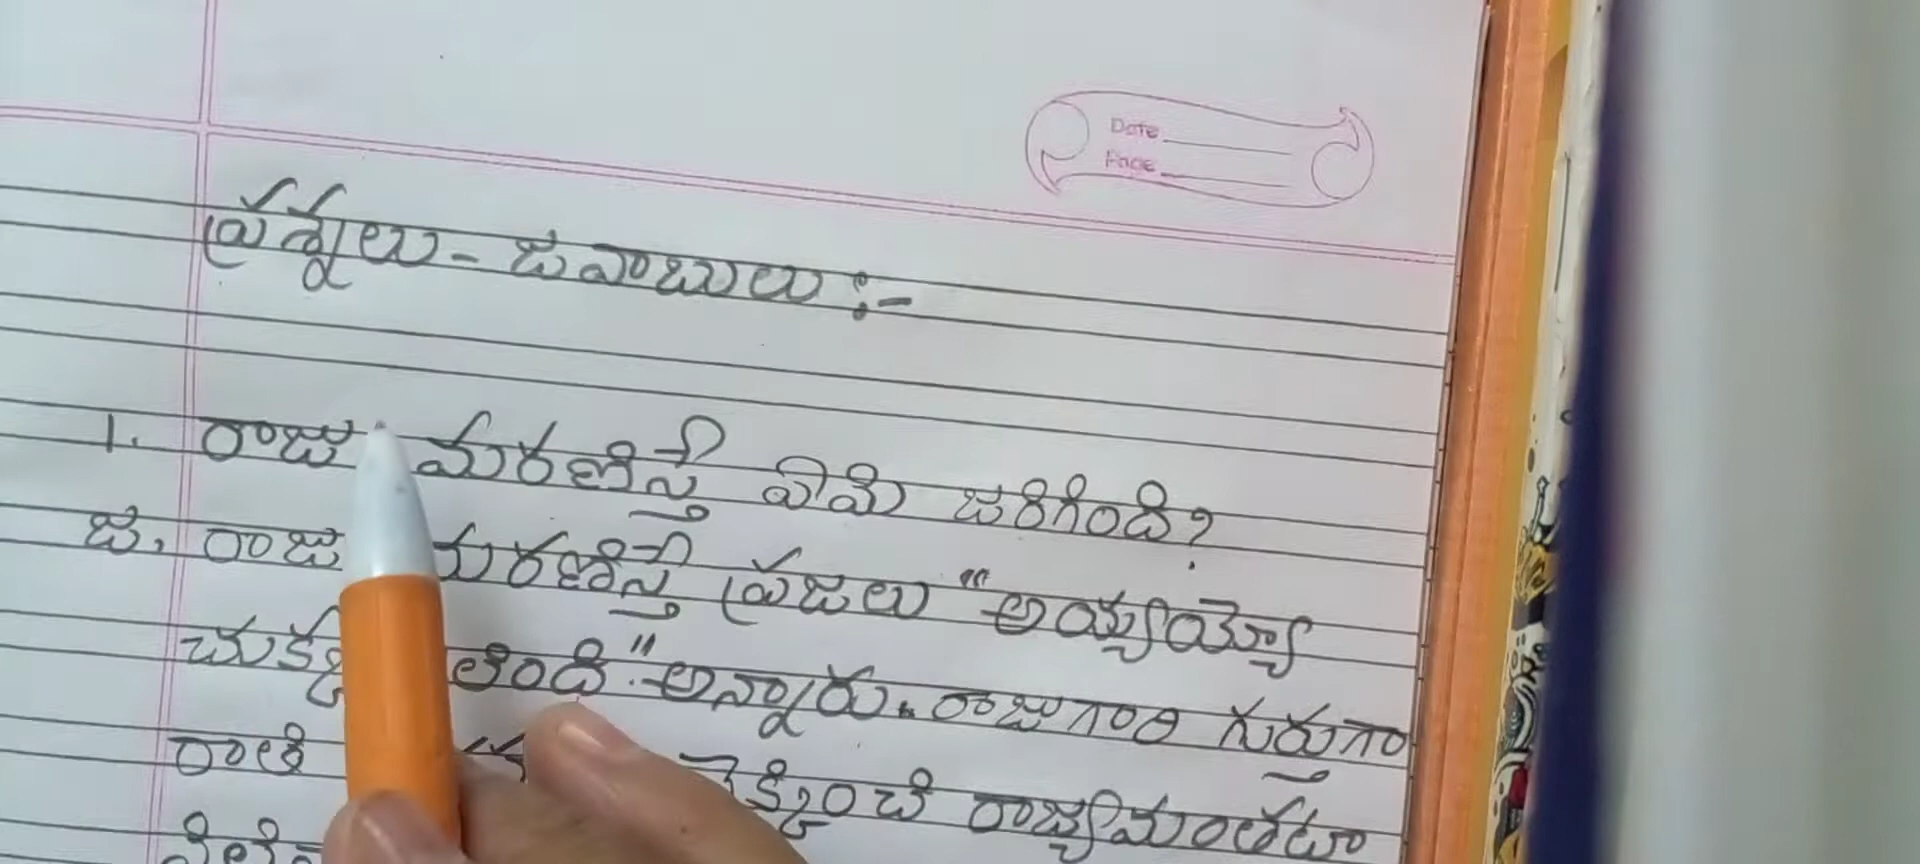 Date
Page
ప్రశ్నలు - జవాబులు :-
1. రాజు మరణిస్తే ఏమి జరిగింది?
జ. రాజు మరణిస్తే ప్రజలు "అయ్యయ్యో
చుక్క
"అన్నారు. రాజుగారి గురుతుగా
రాతి చెక్కించి రాజ్యమంతటా